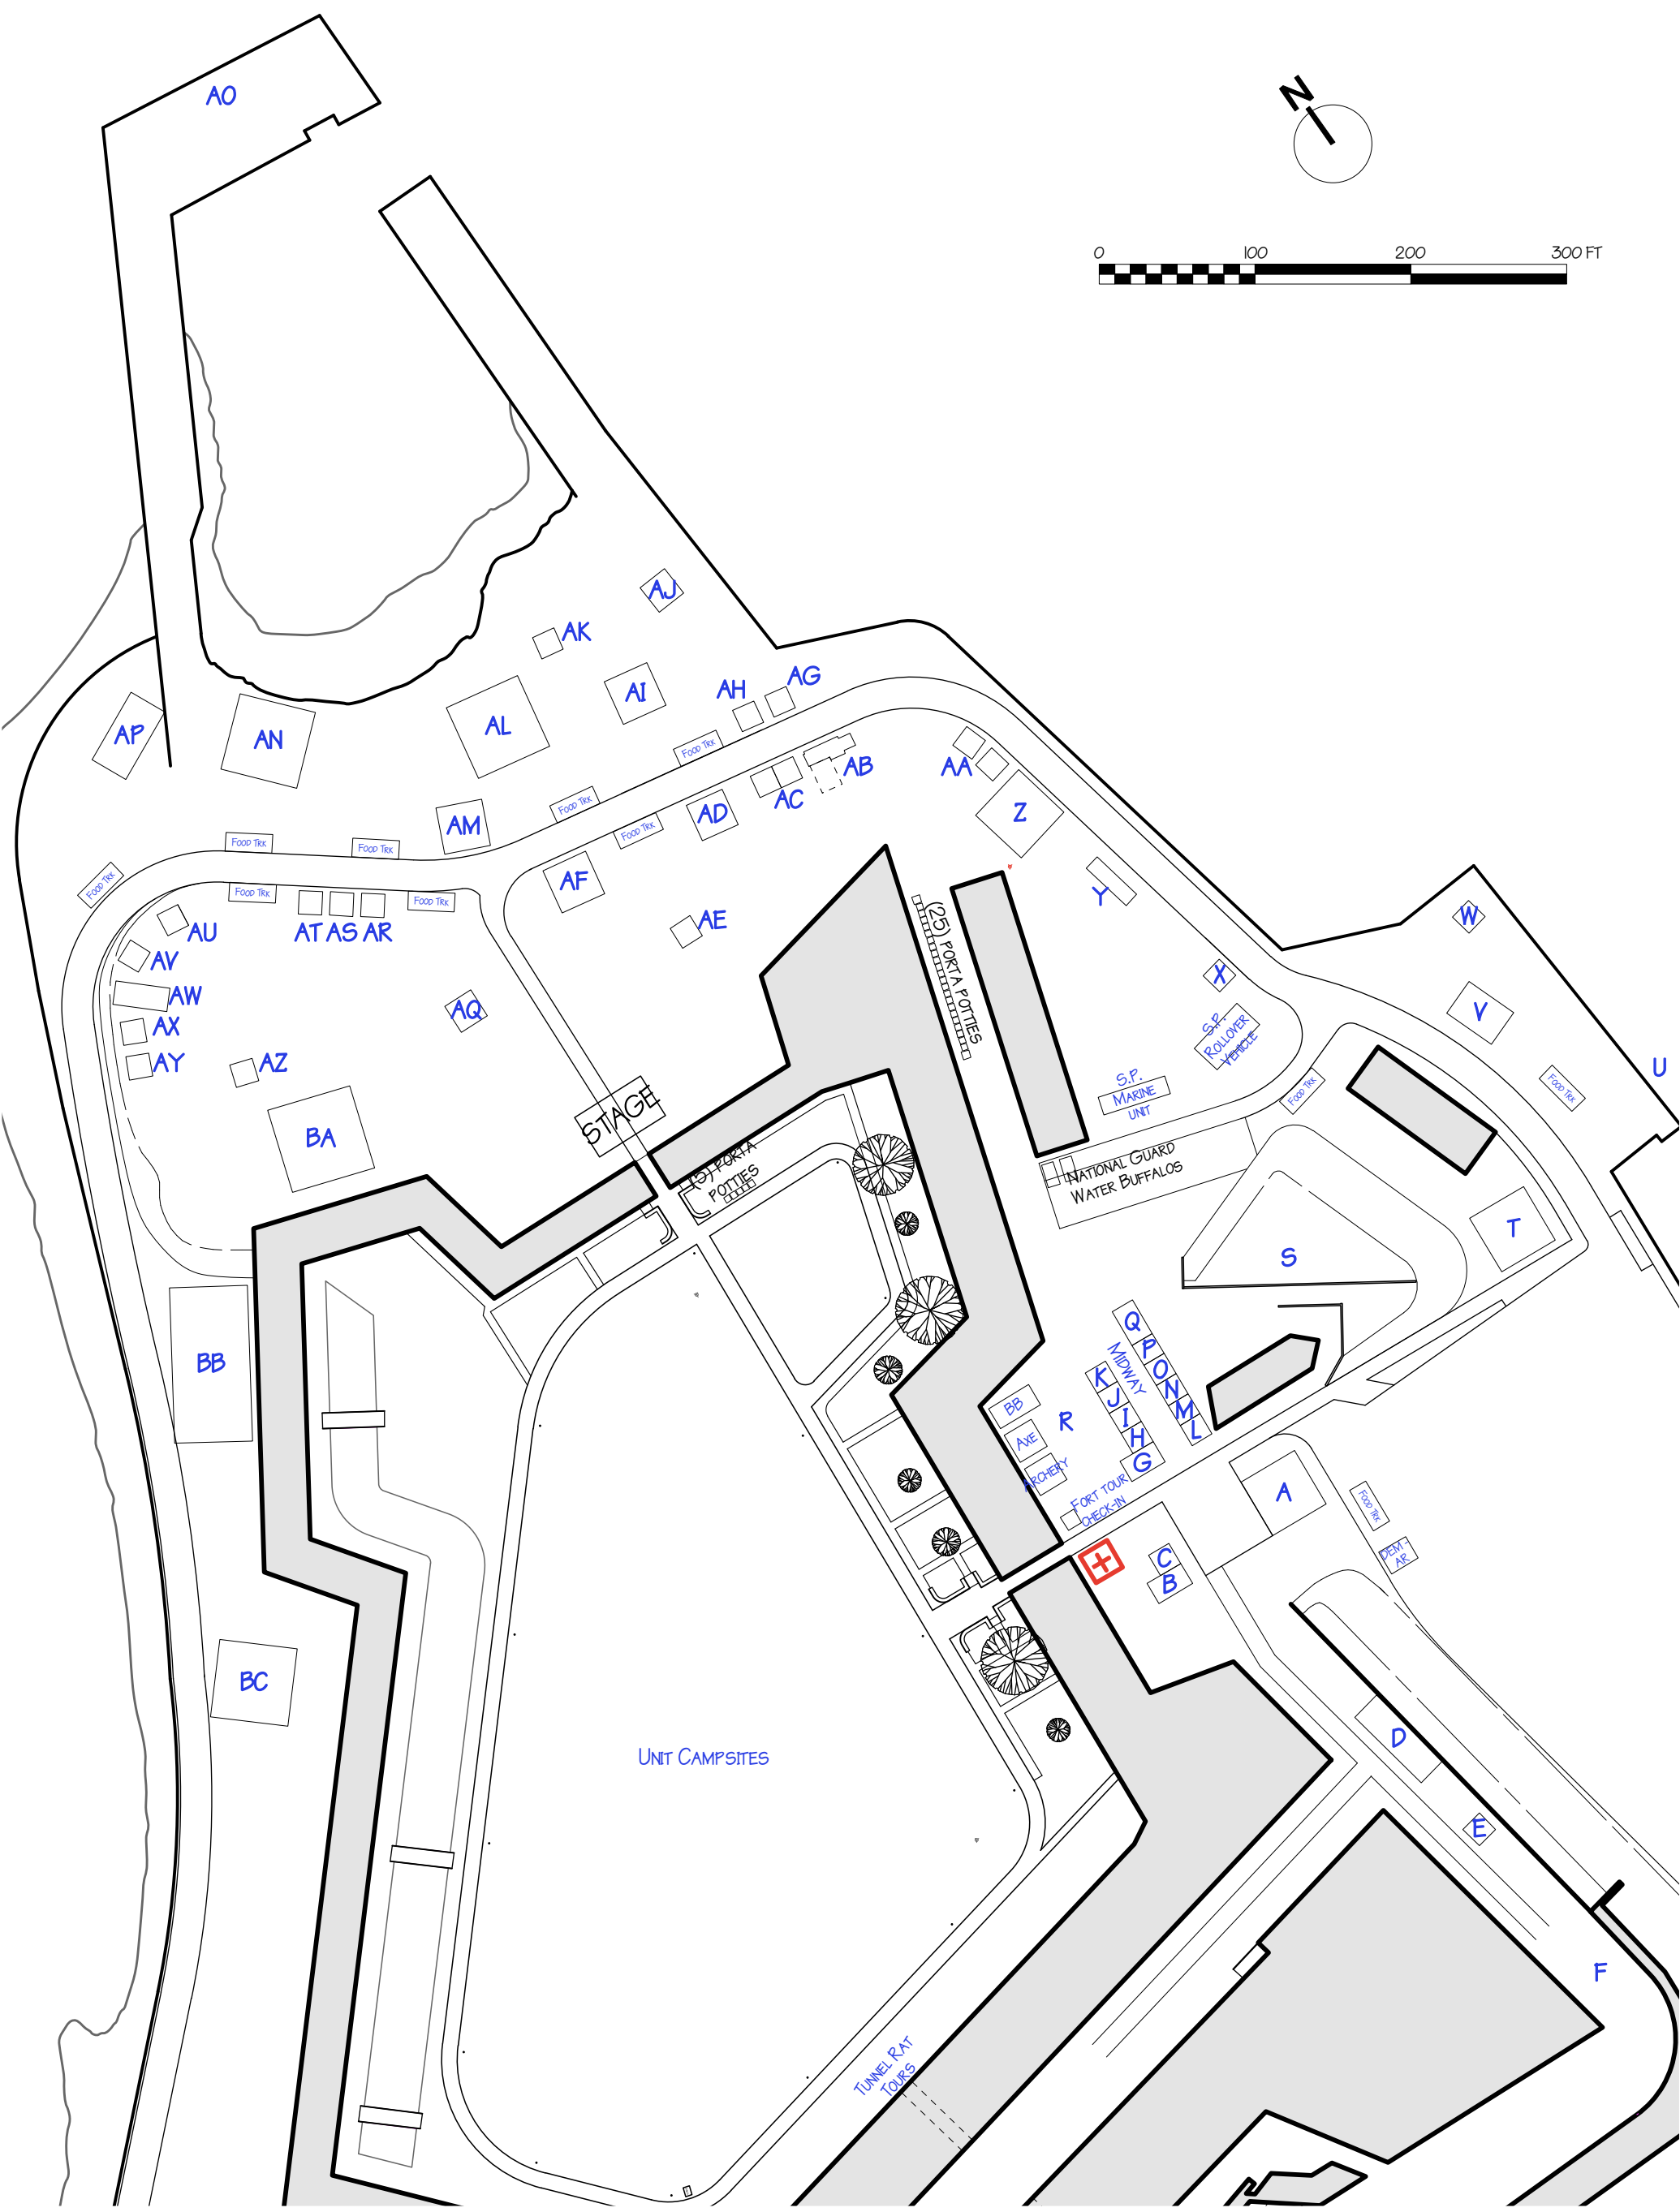 AO
N
0 100 200 300 FT
AJ
AK
AG
AH
AI
AP
AN
AL
Food Trk
AB
AA
AC
Food Trk
AD
Z
AM
Food Trk
Food Trk
Food Trk
Food Trk
AF
Food Trk
Food Trk
Food Trk
Y
W
AE
AU
AT AS AR
(25) Porta Potties
AV
X
AW
AQ
V
AX
S.P.
Rollover
Vehicle
AY
AZ
U
S.P.
Marine
Unit
Food Trk
Food Trk
Stage
BA
(5) Porta
Potties
National Guard
Water Buffalos
T
S
BB
Q
P
O
N
M
L
Midway
K
J
I
H
G
R
BB
Axe
Archery
Fort Tour
Check-In
A
Food Trk
Dem-
AR
C
B
BC
Unit Campsites
D
E
F
Tunnel Rat
Tours